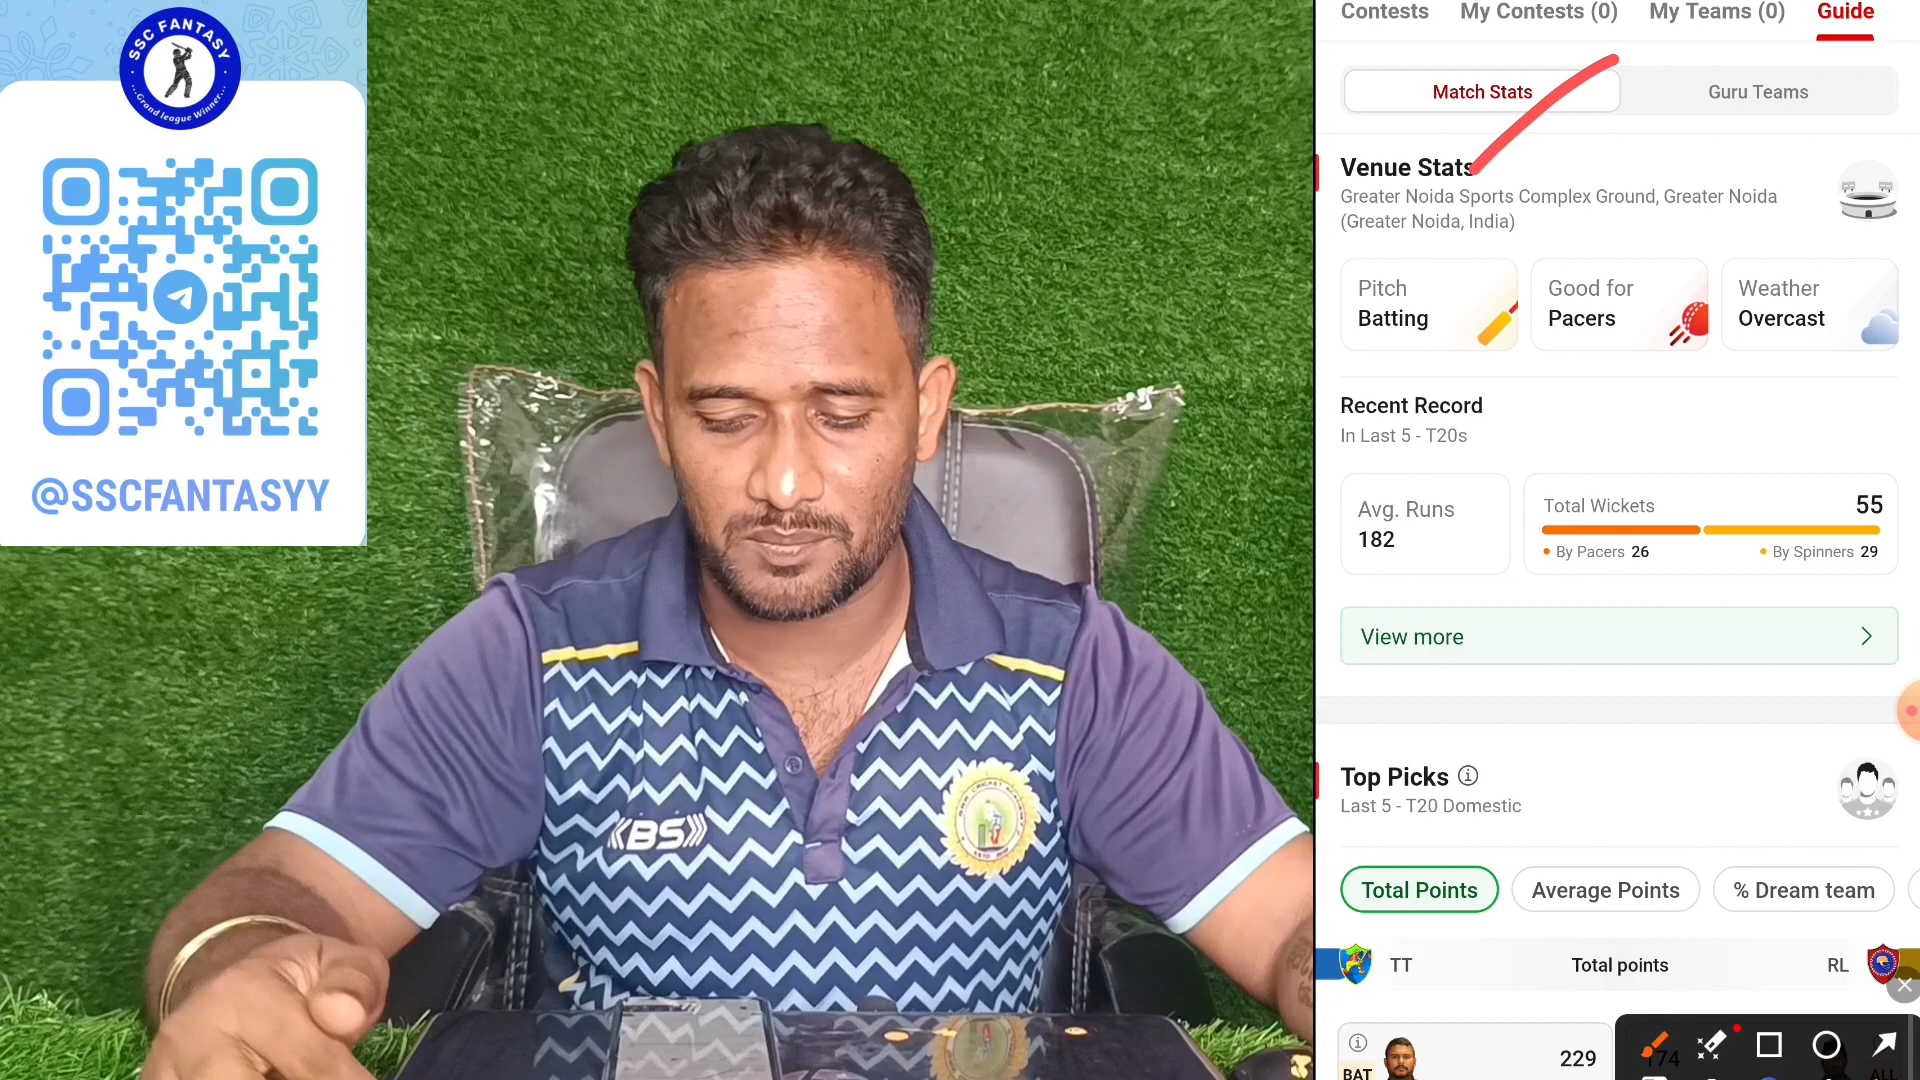 SSC FANTASY
...Grand league Winner...
@SSCFANTASYY
KBS
Contests My Contests (0) My Teams (0) Guide
Match Stats Guru Teams
Venue Stats
Greater Noida Sports Complex Ground, Greater Noida
(Greater Noida, India)
Pitch
Batting
Good for
Pacers
Weather
Overcast
Recent Record
In Last 5 - T20s
Avg. Runs
182
Total Wickets 55
By Pacers 26 By Spinners 29
View more
Top Picks
Last 5 - T20 Domestic
Total Points Average Points % Dream team
TT Total points RL
229 174
BAT ALL